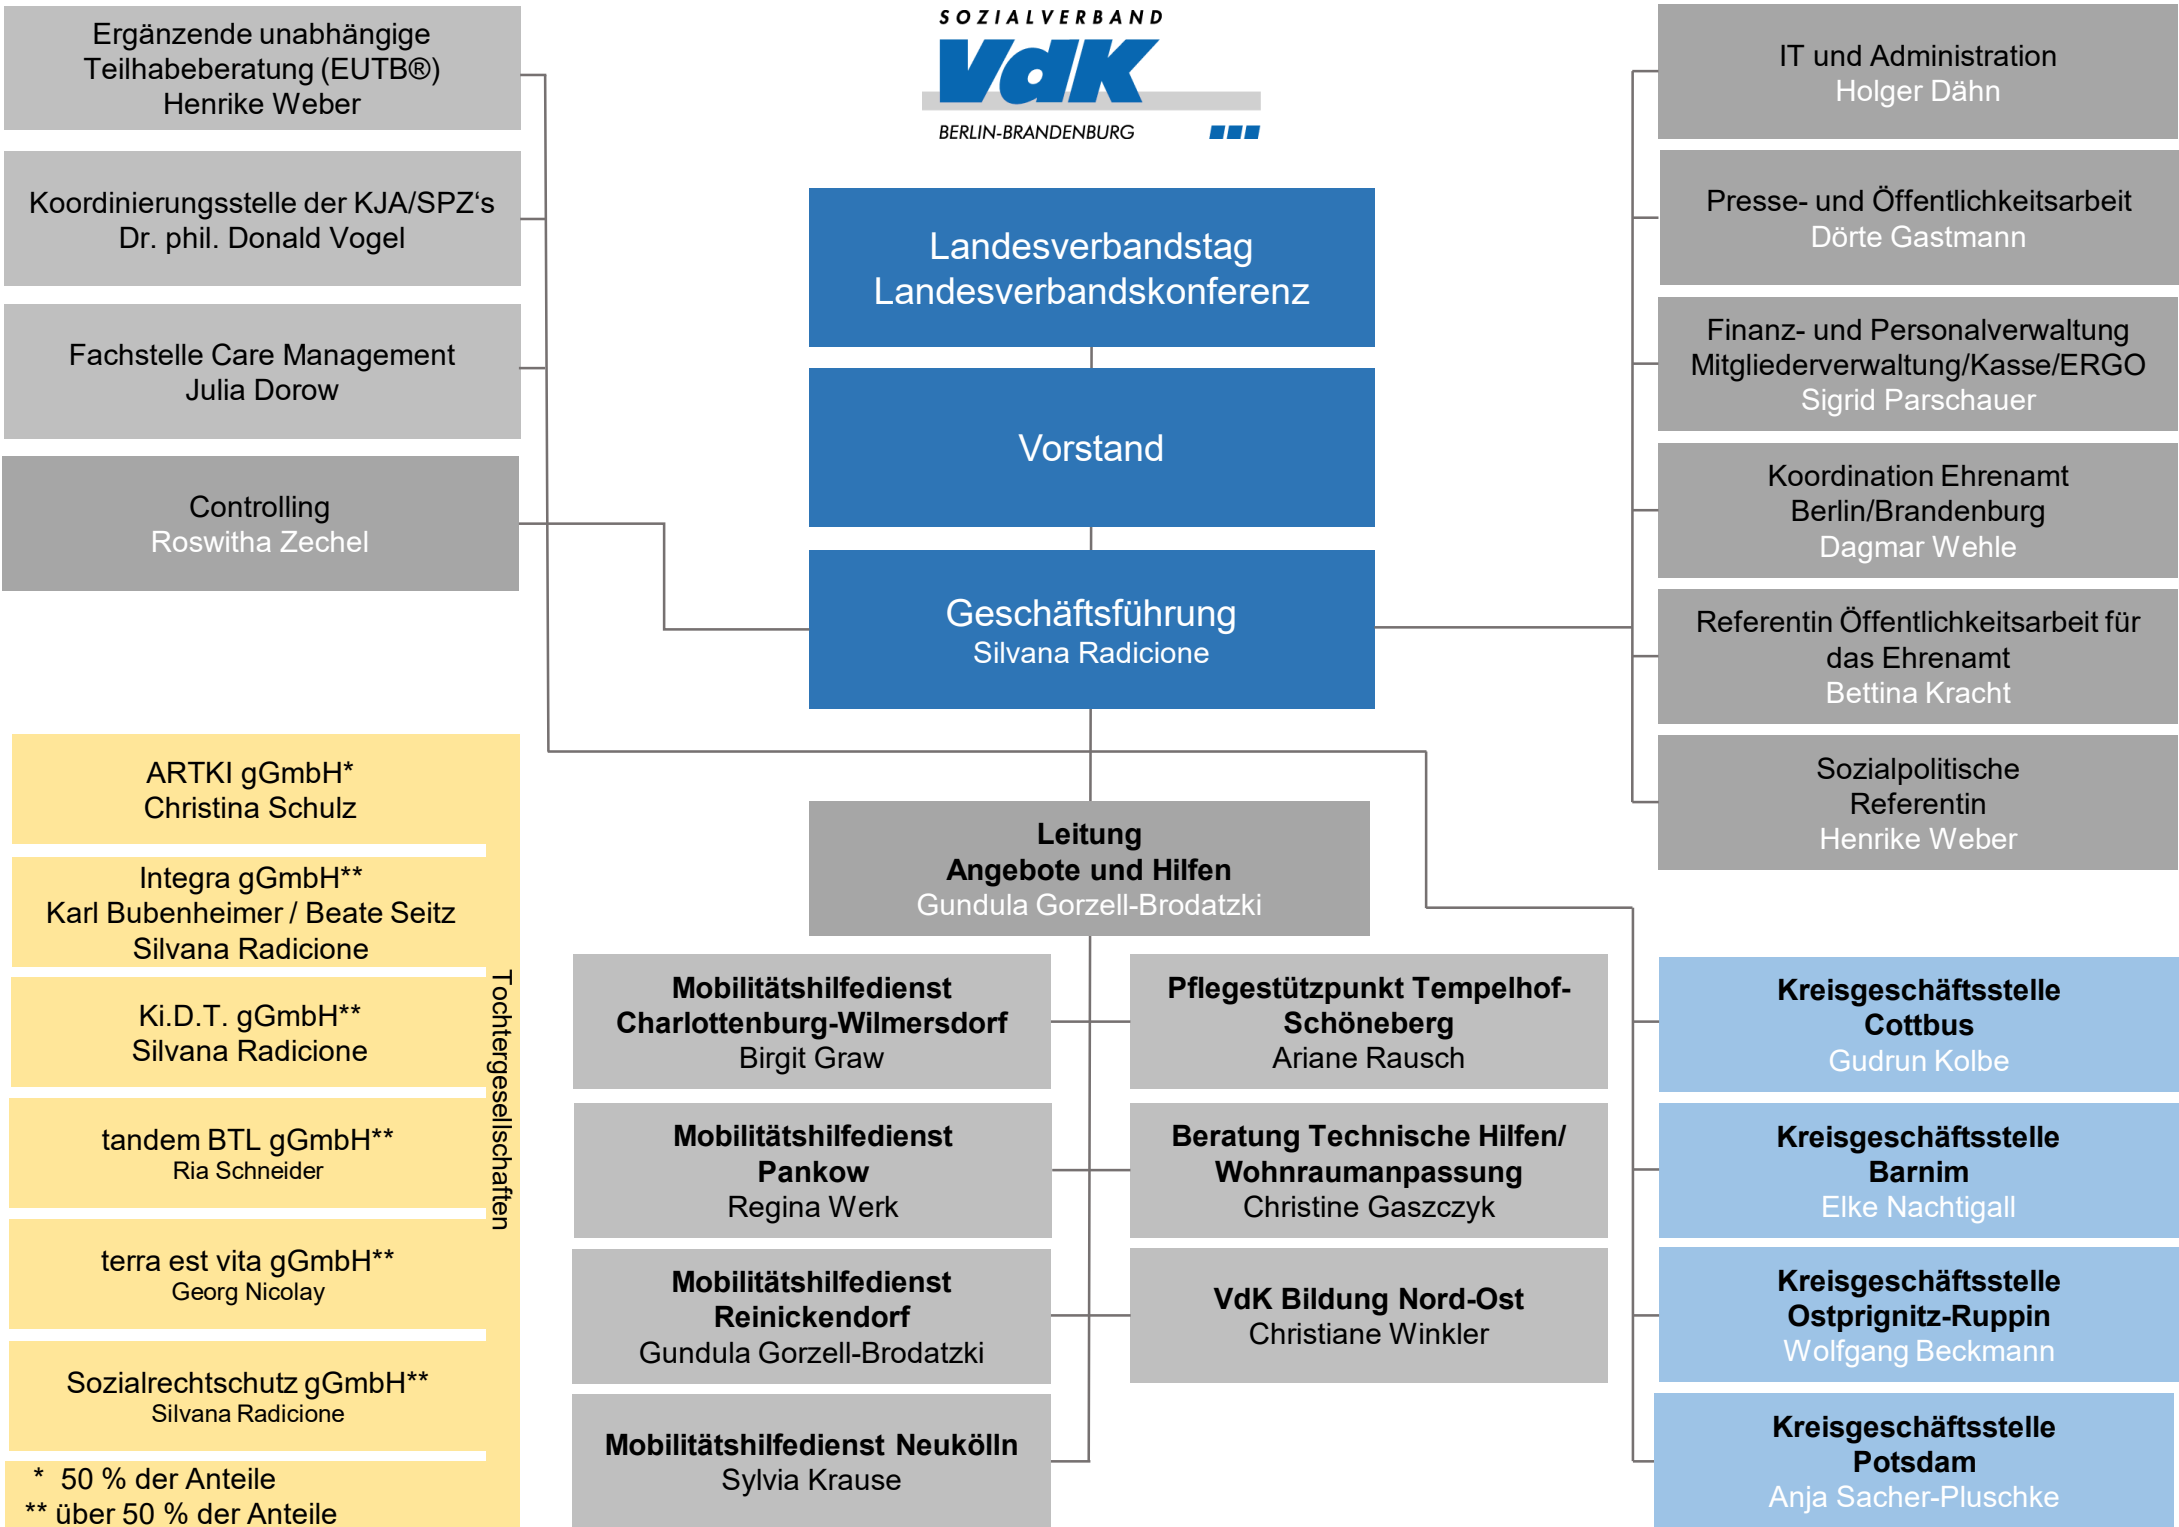 Ergänzende unabhängige
Teilhabeberatung (EUTB®)
Henrike Weber
Koordinierungsstelle der KJA/SPZ‘s
Dr. phil. Donald Vogel
Fachstelle Care Management
Julia Dorow
Controlling
Roswitha Zechel
SOZIALVERBAND
VdK
BERLIN-BRANDENBURG
Landesverbandstag
Landesverbandskonferenz
Vorstand
Geschäftsführung
Silvana Radicione
IT und Administration
Holger Dähn
Presse- und Öffentlichkeitsarbeit
Dörte Gastmann
Finanz- und Personalverwaltung
Mitgliederverwaltung/Kasse/ERGO
Sigrid Parschauer
Koordination Ehrenamt
Berlin/Brandenburg
Dagmar Wehle
Referentin Öffentlichkeitsarbeit für
das Ehrenamt
Bettina Kracht
Sozialpolitische
Referentin
Henrike Weber
ARTKI gGmbH*
Christina Schulz
Integra gGmbH**
Karl Bubenheimer / Beate Seitz
Silvana Radicione
Ki.D.T. gGmbH**
Silvana Radicione
tandem BTL gGmbH**
Ria Schneider
terra est vita gGmbH**
Georg Nicolay
Sozialrechtschutz gGmbH**
Silvana Radicione
* 50 % der Anteile
** über 50 % der Anteile
Tochtergesellschaften
Leitung
Angebote und Hilfen
Gundula Gorzell-Brodatzki
Mobilitätshilfedienst
Charlottenburg-Wilmersdorf
Birgit Graw
Mobilitätshilfedienst
Pankow
Regina Werk
Mobilitätshilfedienst
Reinickendorf
Gundula Gorzell-Brodatzki
Mobilitätshilfedienst Neukölln
Sylvia Krause
Pflegestützpunkt Tempelhof-
Schöneberg
Ariane Rausch
Beratung Technische Hilfen/
Wohnraumanpassung
Christine Gaszczyk
VdK Bildung Nord-Ost
Christiane Winkler
Kreisgeschäftsstelle
Cottbus
Gudrun Kolbe
Kreisgeschäftsstelle
Barnim
Elke Nachtigall
Kreisgeschäftsstelle
Ostprignitz-Ruppin
Wolfgang Beckmann
Kreisgeschäftsstelle
Potsdam
Anja Sacher-Pluschke